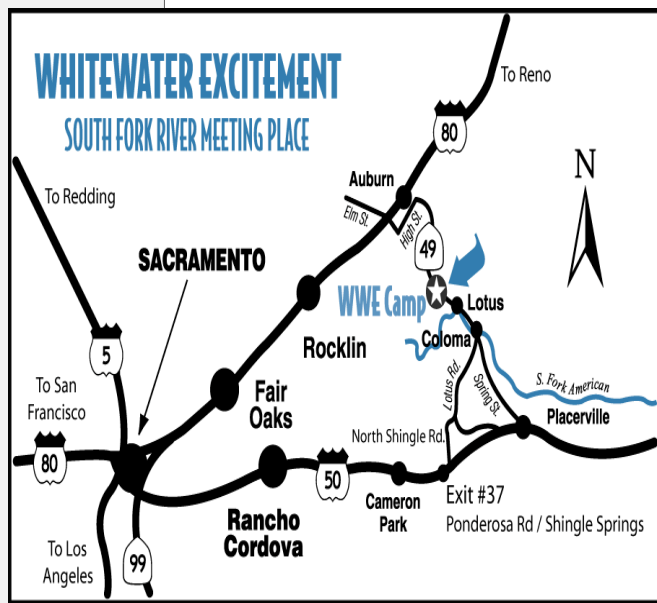 WHITEWATER EXCITEMENT
SOUTH FORK RIVER MEETING PLACE
To Reno
80
N
Auburn
Elm St.
High St.
To Redding
49
SACRAMENTO
WWE Camp
Lotus
Coloma
Rocklin
5
Lotus Rd.
Spring St.
S. Fork American
To San
Francisco
Fair
Oaks
Placerville
North Shingle Rd.
80
50
Cameron
Park
Exit #37
Ponderosa Rd / Shingle Springs
Rancho
Cordova
To Los
Angeles
99